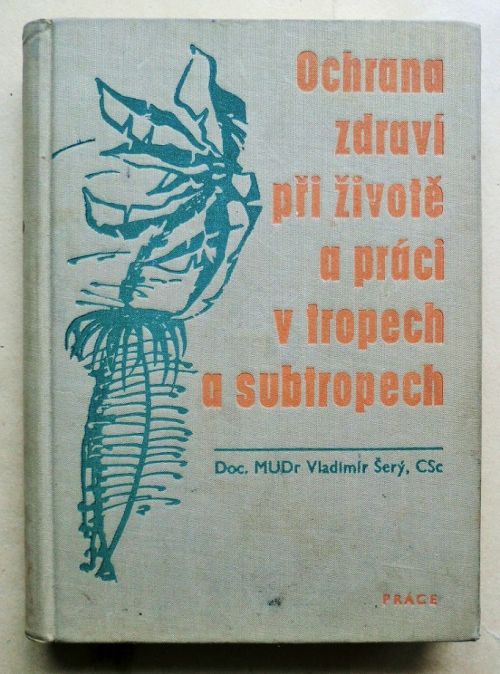 Ochrana
zdraví
při životě
a práci
v tropech
a subtropech
Doc. MUDr Vladimír Šerý, CSc
PRÁCE